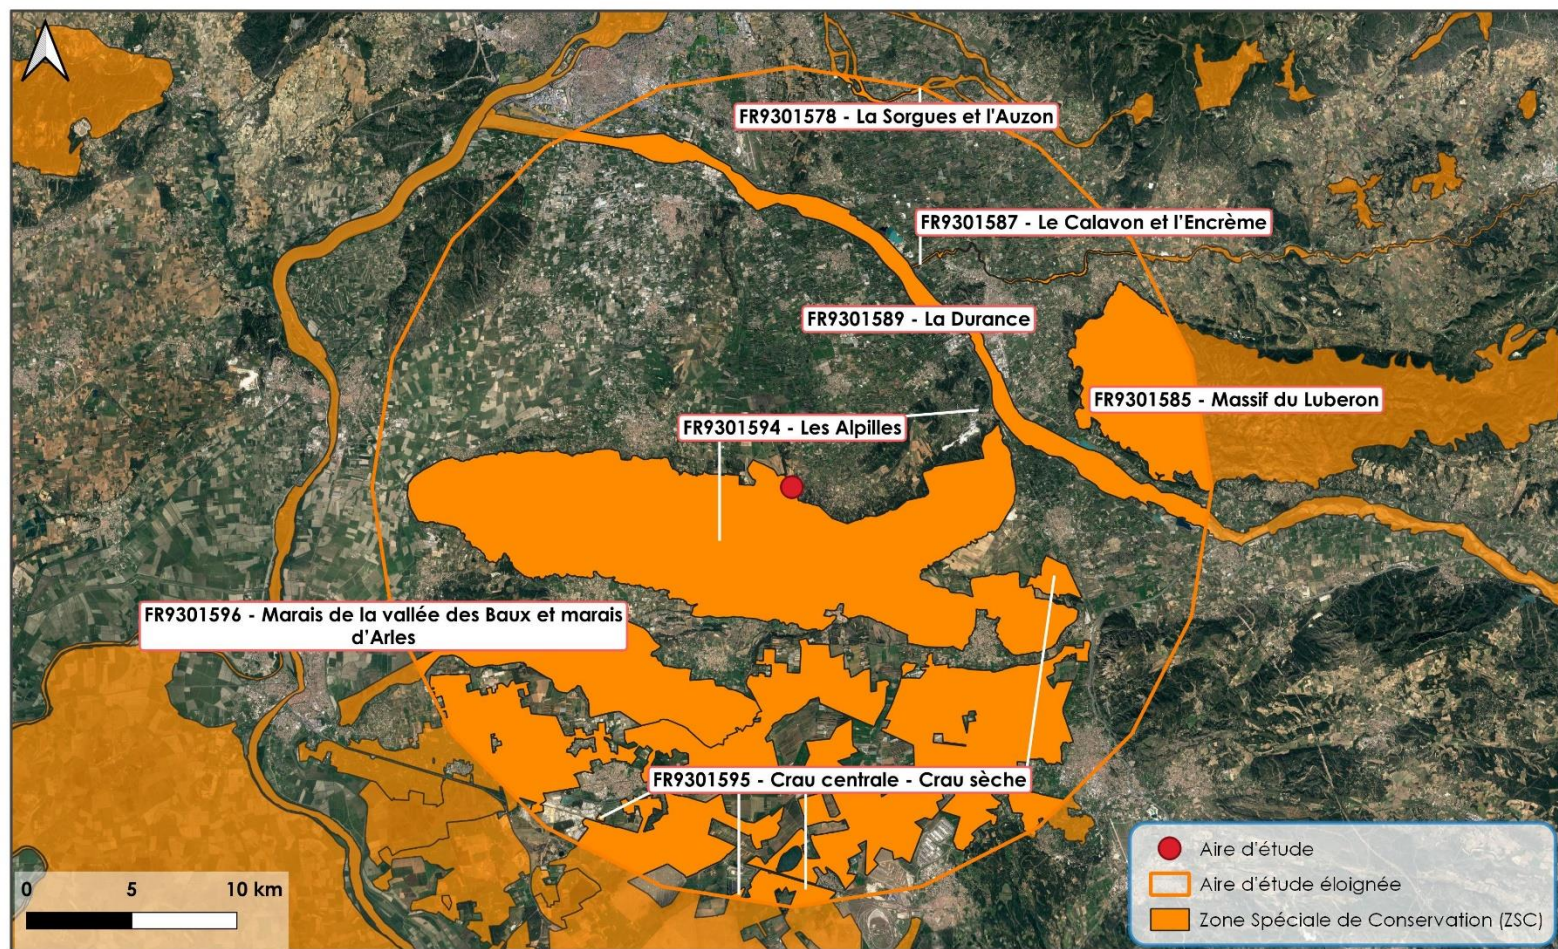 FR9301578 - La Sorgues et l'Auzon
FR9301587 - Le Calavon et l'Encrème
FR9301589 - La Durance
FR9301585 - Massif du Luberon
FR9301594 - Les Alpilles
FR9301596 - Marais de la vallée des Baux et marais
d'Arles
FR9301595 - Crau centrale - Crau sèche
0 5 10 km
Aire d'étude
Aire d'étude éloignée
Zone Spéciale de Conservation (ZSC)